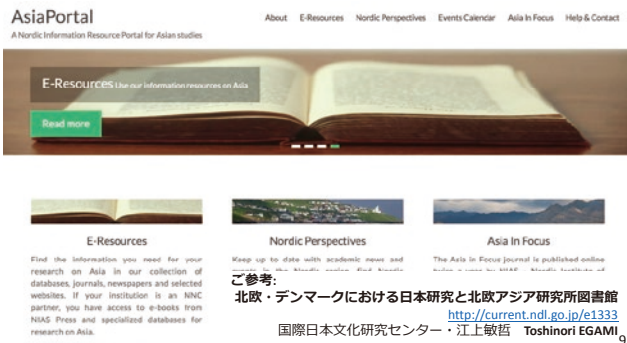 AsiaPortal
A Nordic Information Resource Portal for Asian studies
About E-Resources Nordic Perspectives Events Calendar Asia In Focus Help & Contact
E-Resources Use our information resources on Asia
Read more
E-Resources
Find the information you need for your
research on Asia in our collection of
databases, journals, newspapers and selected
websites. If your institution is an NNC
partner, you have access to e-books from
NIAS Press and specialized databases for
research on Asia.
Nordic Perspectives
Keep up to date with academic news and
Asia In Focus
The Asia in Focus journal is published online
ご参考:
北欧・デンマークにおける日本研究と北欧アジア研究所図書館
http://current.ndl.go.jp/e1333
国際日本文化研究センター・江上敏哲 Toshinori EGAMI
9